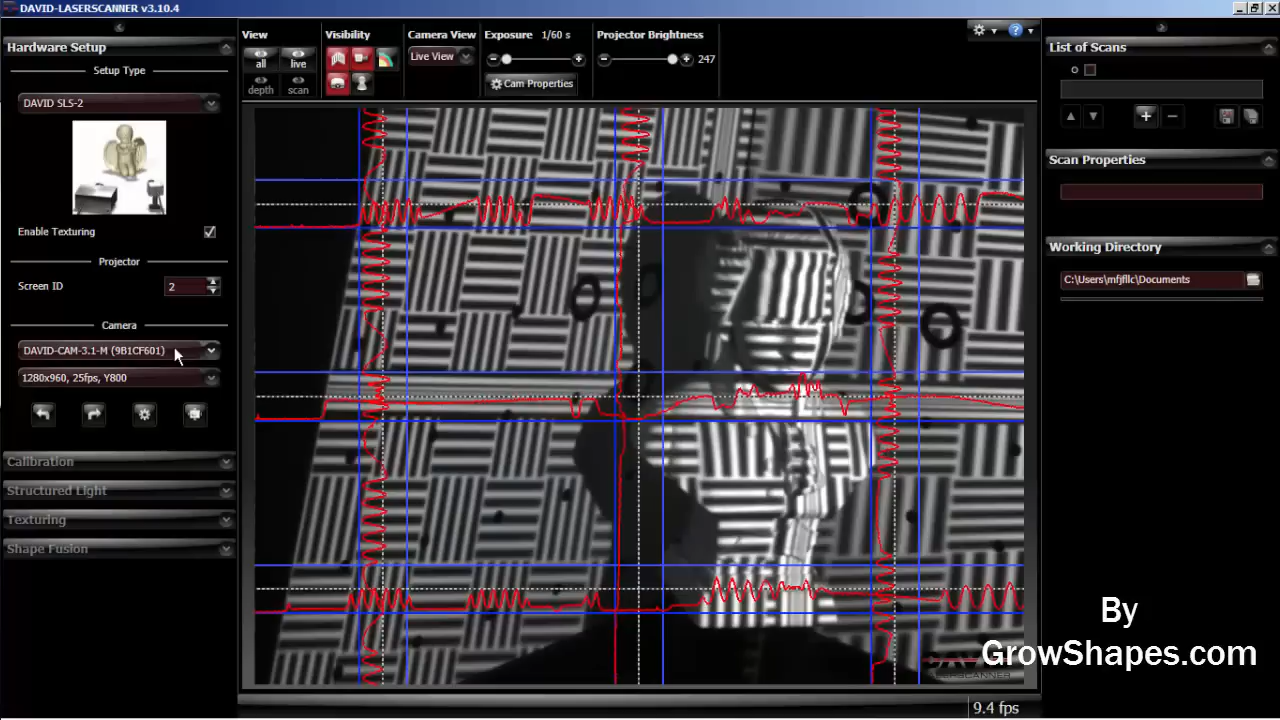 DAVID-LASERSCANNER v3.10.4
Hardware Setup
Setup Type
DAVID SLS-2
Enable Texturing
Projector
Screen ID
2
Camera
DAVID-CAM-3.1-M (9B1CF601)
1280x960, 25fps, Y800
Calibration
Structured Light
Texturing
Shape Fusion
View
all
live
depth
scan
Visibility
Camera View
Live View
Exposure 1/60 s
Cam Properties
Projector Brightness
247
List of Scans
Scan Properties
Working Directory
C:\Users\mfjfllc\Documents
By
GrowShapes.com
9.4 fps